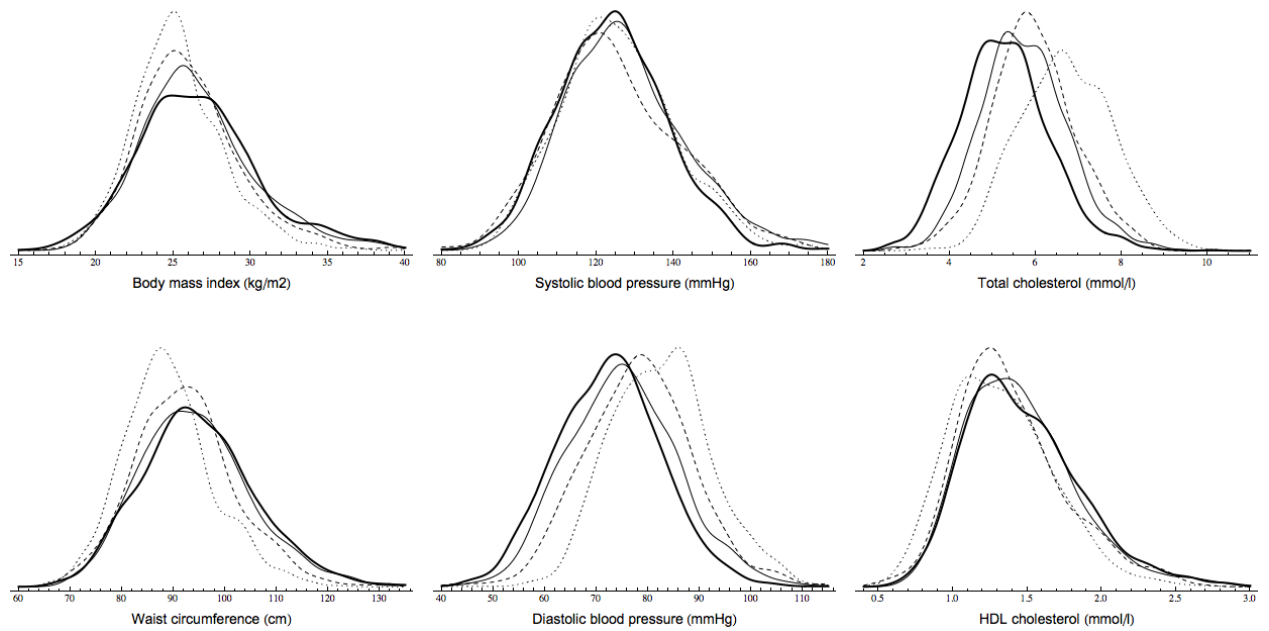 15 20 25 30 35 40
Body mass index (kg/m2)
80 100 120 140 160 180
Systolic blood pressure (mmHg)
2 4 6 8 10
Total cholesterol (mmol/l)
60 70 80 90 100 110 120 130
Waist circumference (cm)
40 50 60 70 80 90 100 110
Diastolic blood pressure (mmHg)
0.5 1.0 1.5 2.0 2.5 3.0
HDL cholesterol (mmol/l)